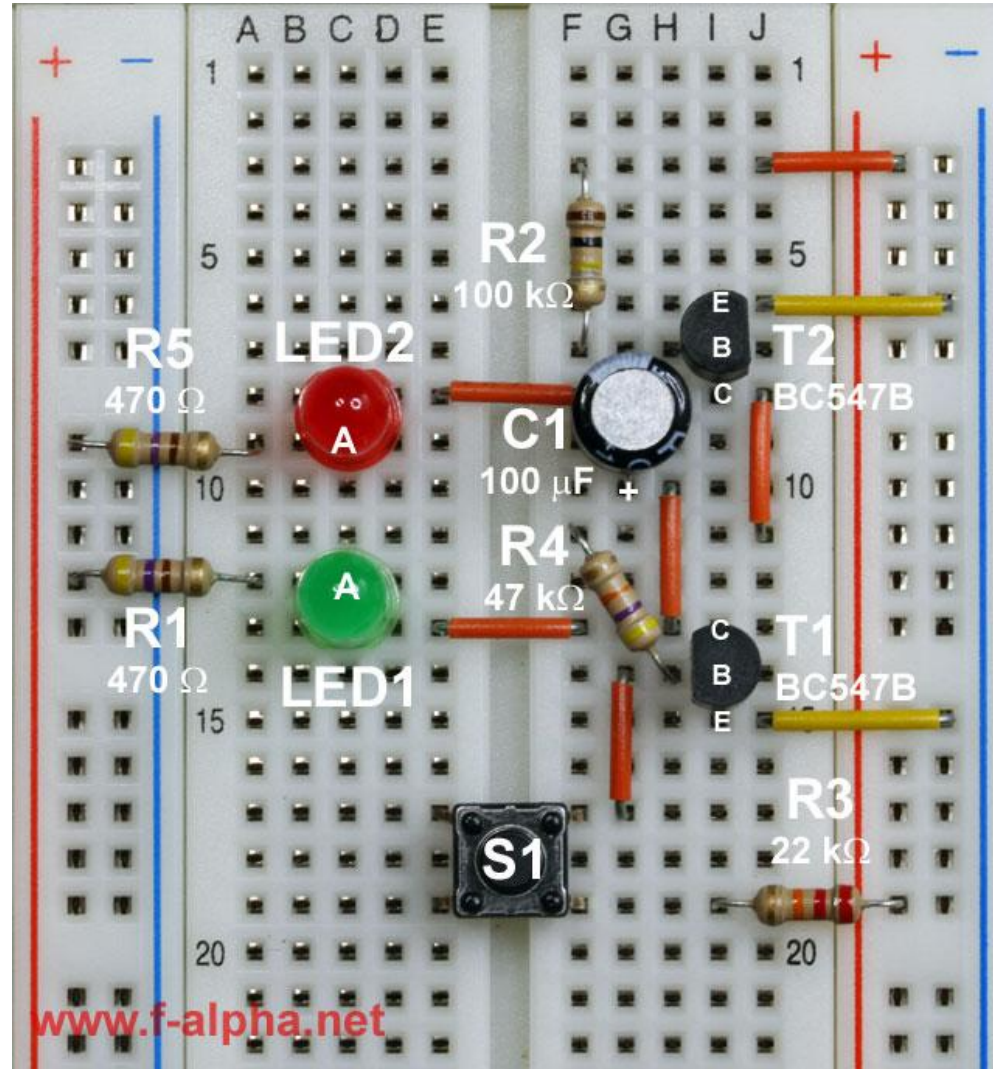 A B C D E F G H I J
+ − + −
1 1
5 5
R2
100 kΩ
E
B
C
T2
BC547B
R5
470 Ω
LED2
A
C1
100 µF
+
10 10
R4
47 kΩ
A
R1
470 Ω
LED1
C
B
E
T1
BC547B
15
S1
R3
22 kΩ
20 20
www.f-alpha.net